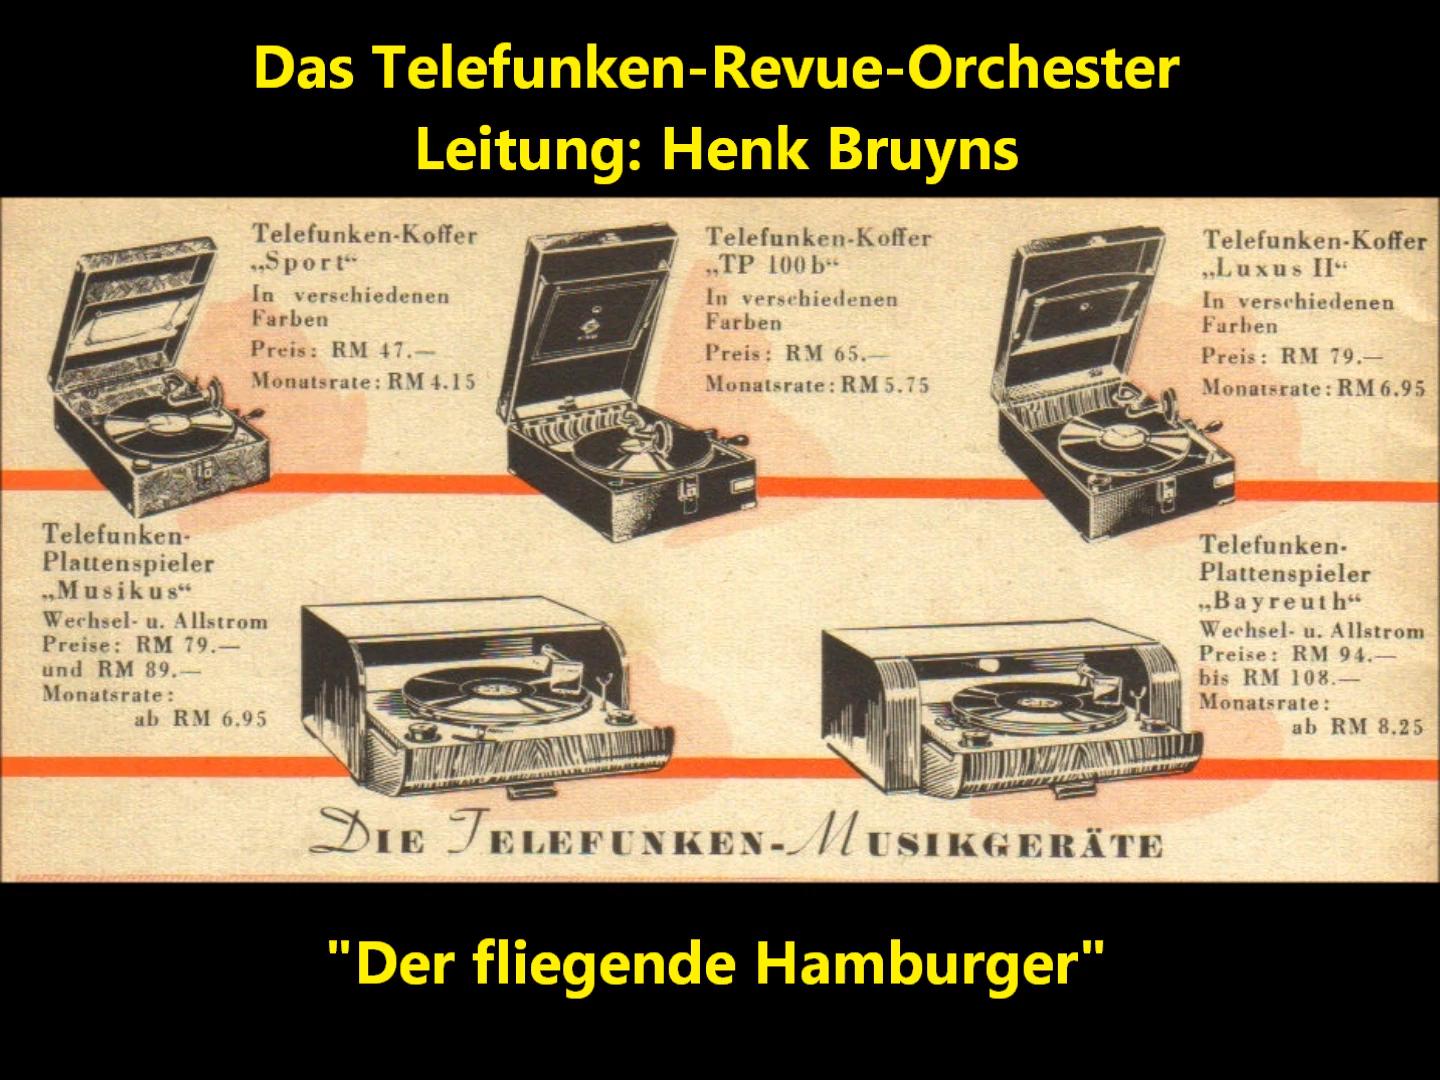 Das Telefunken-Revue-Orchester
Leitung: Henk Bruyns
Telefunken-Koffer
„Sport“
In verschiedenen
Farben
Preis: RM 47.—
Monatsrate: RM 4.15
Telefunken-Koffer
„TP 100 b“
In verschiedenen
Farben
Preis: RM 65.—
Monatsrate: RM 5.75
Telefunken-Koffer
„Luxus II“
In verschiedenen
Farben
Preis: RM 79.—
Monatsrate: RM 6.95
Telefunken-
Plattenspieler
„Musikus“
Wechsel- u. Allstrom
Preise: RM 79.—
und RM 89.—
Monatsrate:
ab RM 6.95
Telefunken-
Plattenspieler
„Bayreuth“
Wechsel- u. Allstrom
Preise: RM 94.—
bis RM 108.—
Monatsrate:
ab RM 8.25
DIE TELEFUNKEN-MUSIKGERÄTE
"Der fliegende Hamburger"